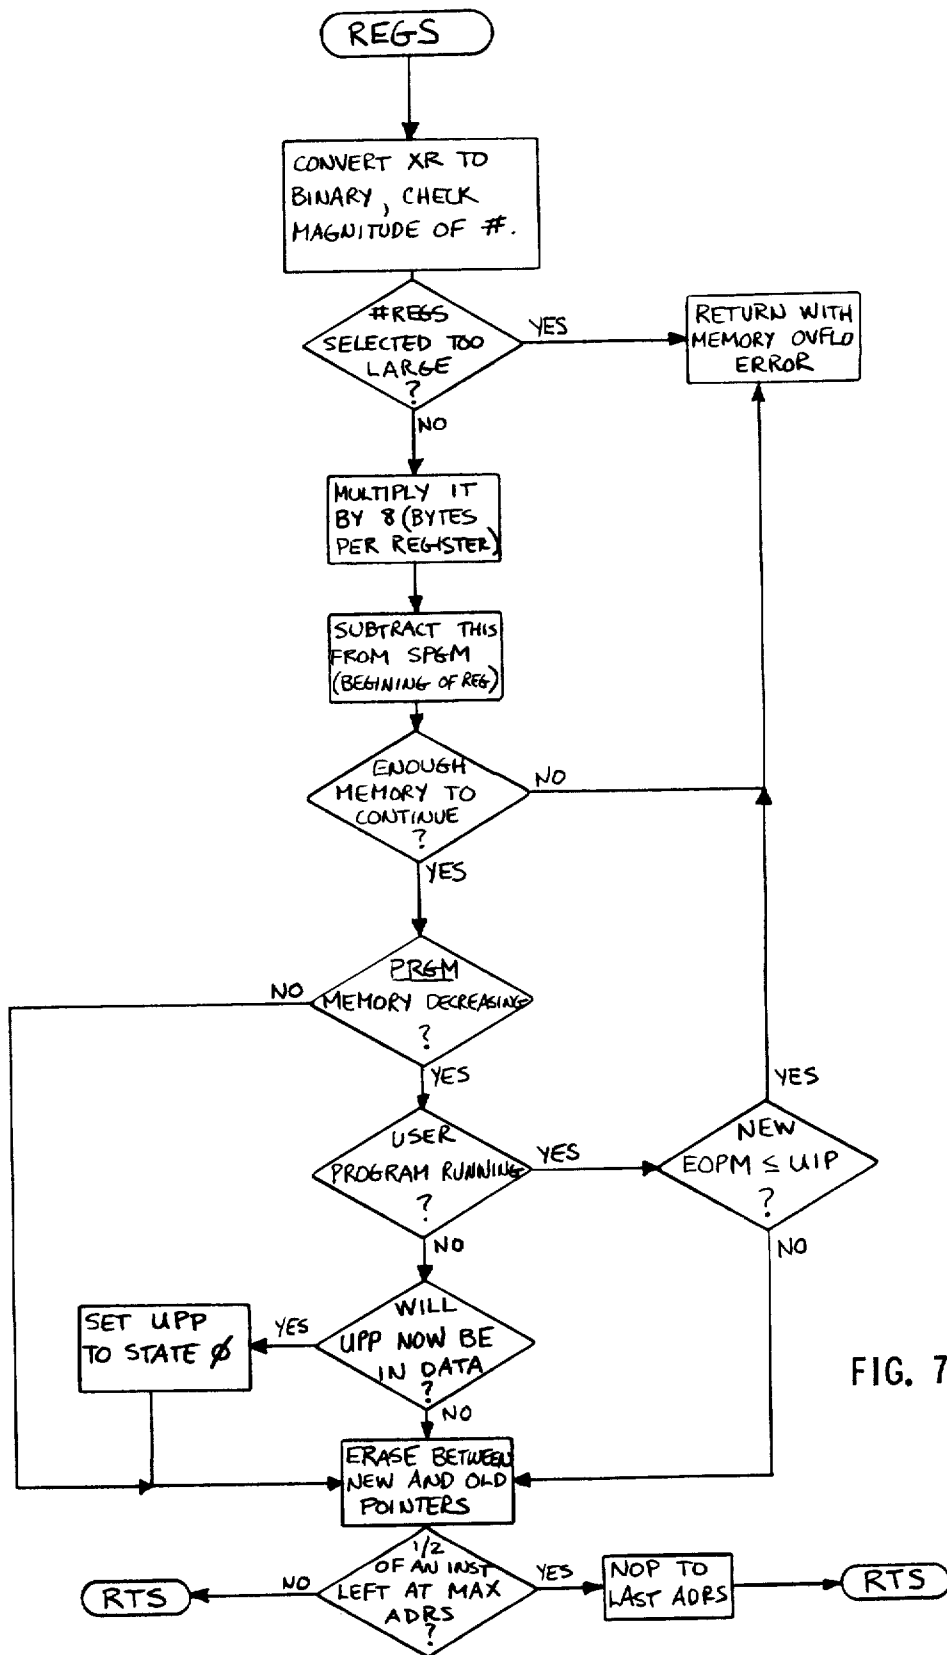 REGS
CONVERT XR TO
BINARY, CHECK
MAGNITUDE OF #.
#REGS
SELECTED TOO
LARGE
?
YES
RETURN WITH
MEMORY OVFLO
ERROR
NO
MULTIPLY IT
BY 8 (BYTES
PER REGISTER)
SUBTRACT THIS
FROM SPGM
(BEGINING OF REG)
ENOUGH
MEMORY TO
CONTINUE
?
NO
YES
PRGM
MEMORY DECREASING
?
NO
YES
USER
PROGRAM RUNNING
?
YES
NEW
EOPM ≤ UIP
?
YES
NO
NO
WILL
UPP NOW BE
IN DATA
?
YES
SET UPP
TO STATE Ø
NO
FIG. 7
ERASE BETWEEN
NEW AND OLD
POINTERS
1/2
OF AN INST
LEFT AT MAX
ADRS
?
NO
RTS
YES
NOP TO
LAST ADRS
RTS